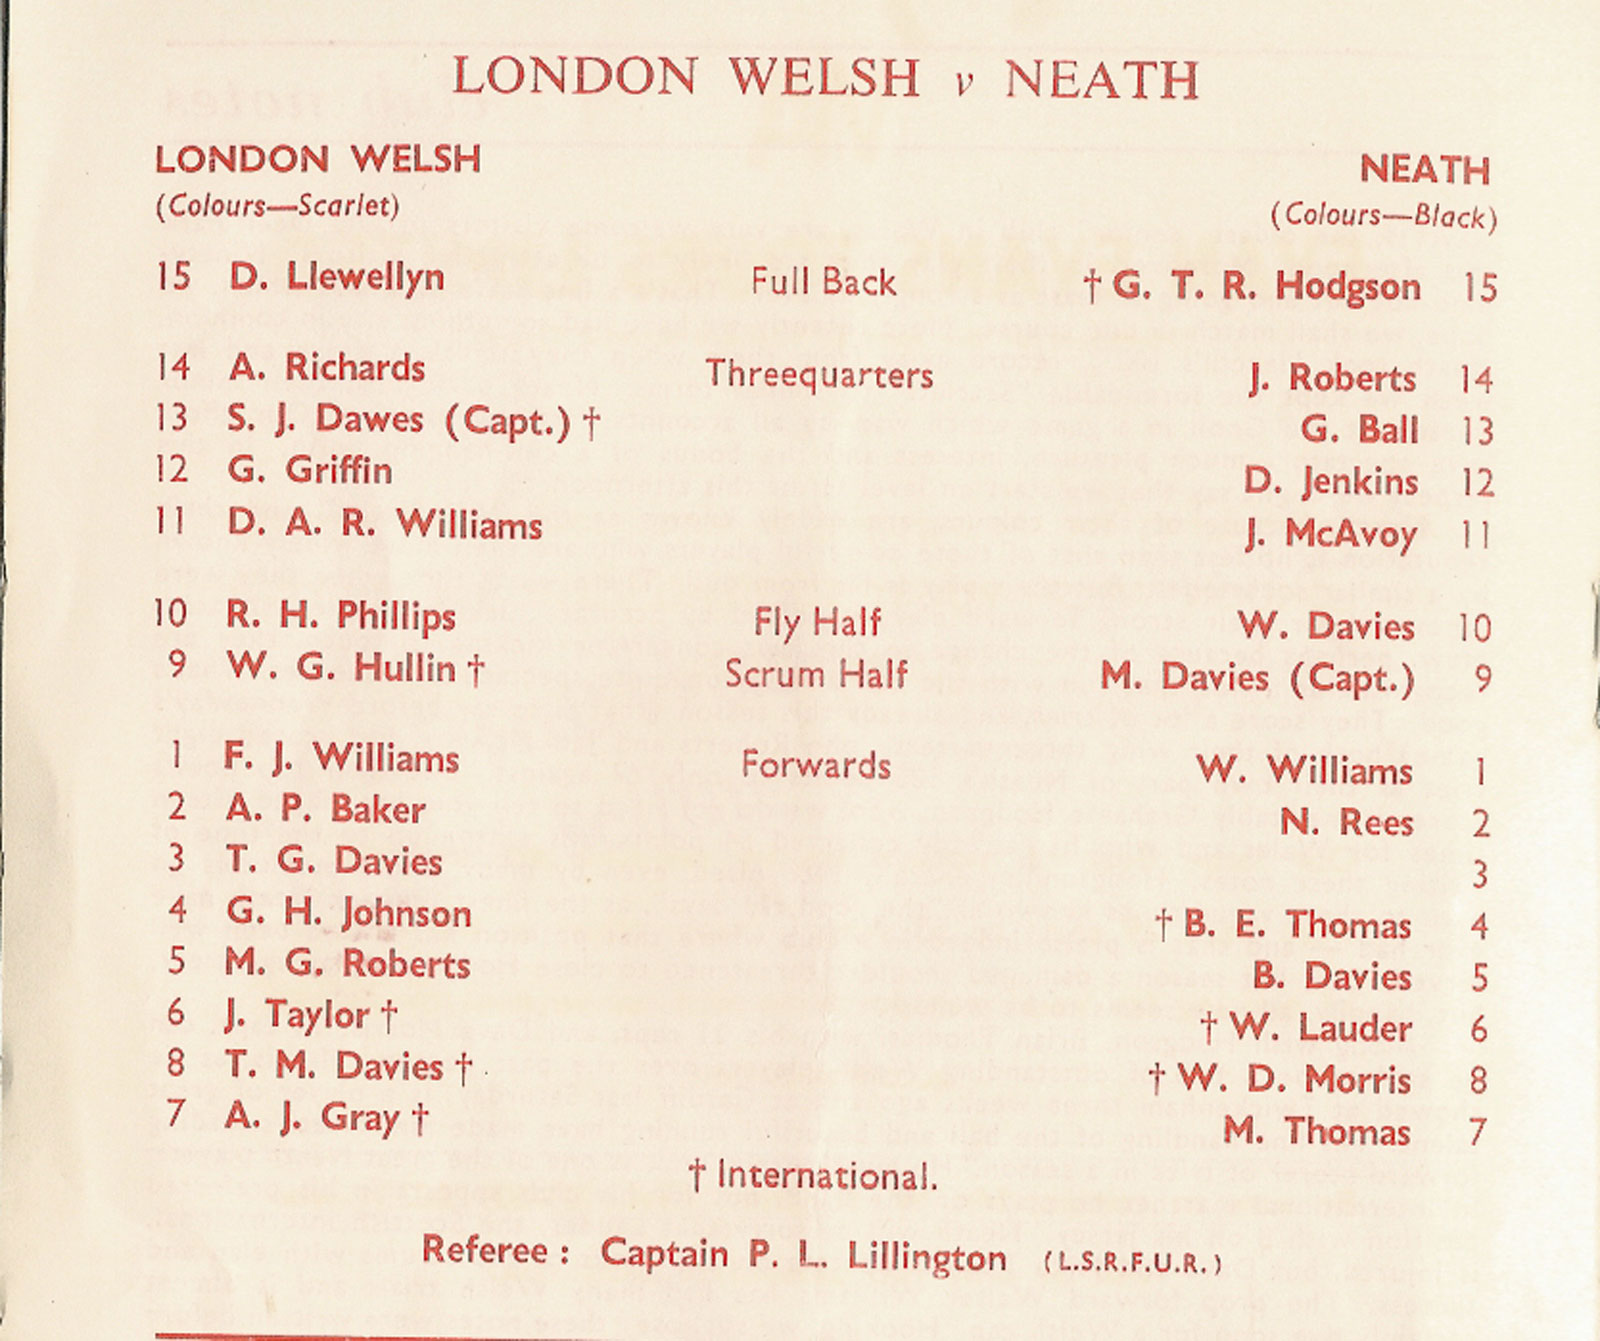 LONDON WELSH v NEATH
LONDON WELSH NEATH
(Colours—Scarlet) (Colours—Black)
15 D. Llewellyn Full Back † G. T. R. Hodgson 15
14 A. Richards Threequarters J. Roberts 14
13 S. J. Dawes (Capt.) † G. Ball 13
12 G. Griffin D. Jenkins 12
11 D. A. R. Williams J. McAvoy 11
10 R. H. Phillips Fly Half W. Davies 10
9 W. G. Hullin † Scrum Half M. Davies (Capt.) 9
1 F. J. Williams Forwards W. Williams 1
2 A. P. Baker N. Rees 2
3 T. G. Davies 3
4 G. H. Johnson † B. E. Thomas 4
5 M. G. Roberts B. Davies 5
6 J. Taylor † † W. Lauder 6
8 T. M. Davies † † W. D. Morris 8
7 A. J. Gray † M. Thomas 7
† International.
Referee : Captain P. L. Lillington (L.S.R.F.U.R.)